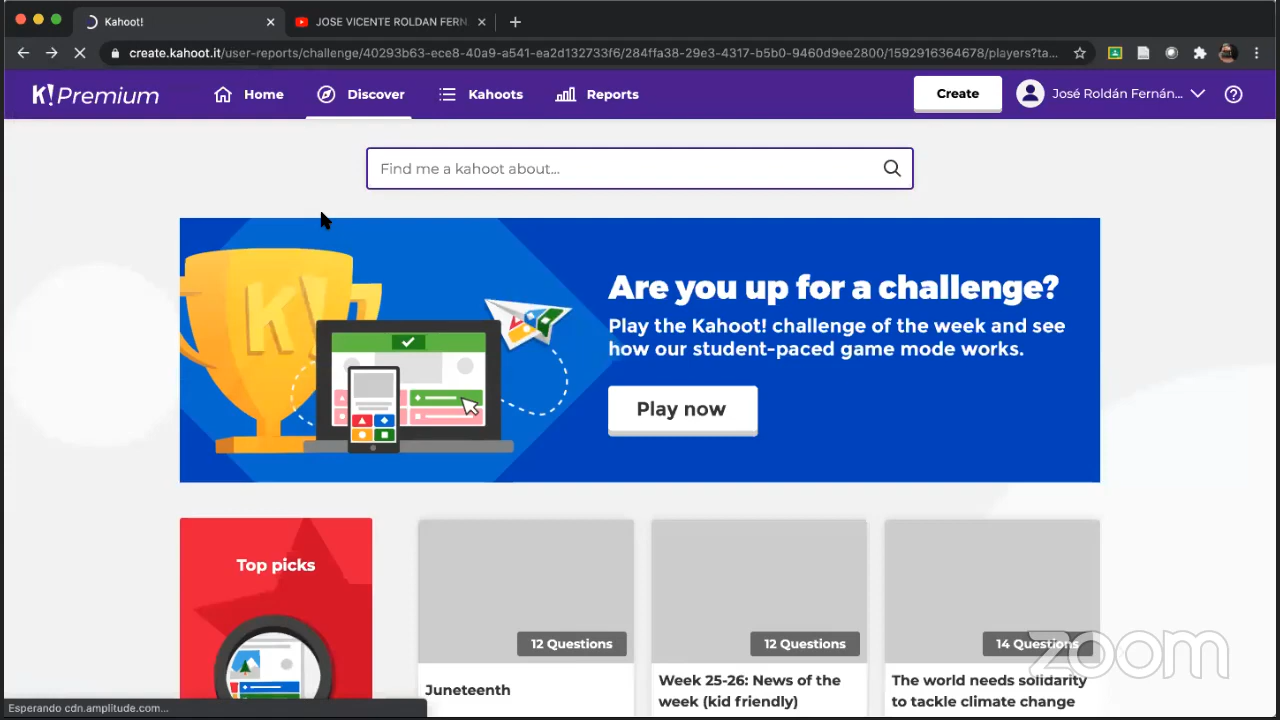 Kahoot!
JOSE VICENTE ROLDAN FERN
create.kahoot.it/user-reports/challenge/40293b63-ece8-40a9-a541-ea2d132733f6/284ffa38-29e3-4317-b5b0-9460d9ee2800/1592916364678/players?ta...
K! Premium
Home
Discover
Kahoots
Reports
Create
José Roldán Fernán...
Find me a kahoot about...
K!
Are you up for a challenge?
Play the Kahoot! challenge of the week and see
how our student-paced game mode works.
Play now
Top picks
12 Questions
12 Questions
14 Questions
Juneteenth
Week 25-26: News of the
week (kid friendly)
The world needs solidarity
to tackle climate change
zoom
Esperando cdn.amplitude.com...